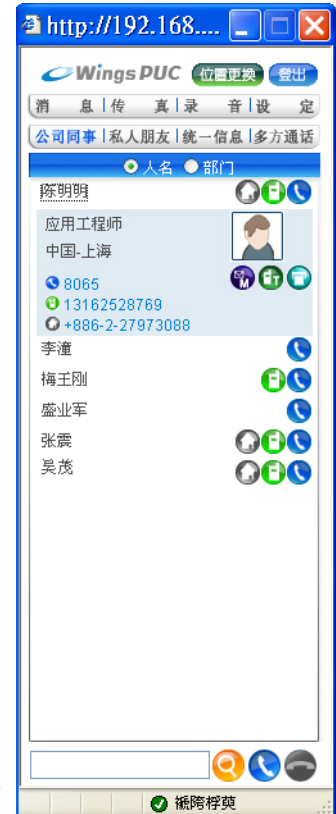 http://192.168....
Wings PUC 位置更換 登出
消 息 传 真 录 音 设 定
公司同事 私人朋友 统一信息 多方通话
人名 部门
陈明明
应用工程师
中国-上海
8065
13162528769
+886-2-27973088
李潼
梅王刚
盛业军
张震
吴茂